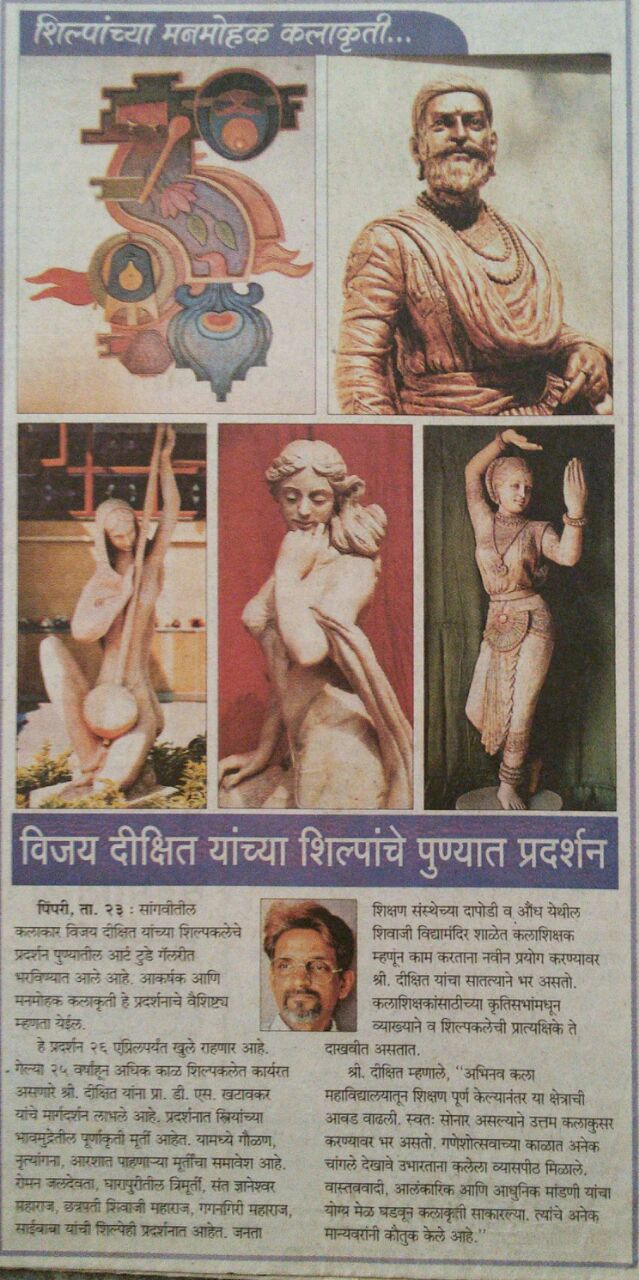 शिल्पांच्या मनमोहक कलाकृती...
विजय दीक्षित यांच्या शिल्पांचे पुण्यात प्रदर्शन
पिंपरी, ता. २३ : सांगवीतील
कलाकार विजय दीक्षित यांच्या शिल्पकलेचे
प्रदर्शन पुण्यातील आर्ट टुडे गॅलरीत
भरविण्यात आले आहे. आकर्षक आणि
मनमोहक कलाकृती हे प्रदर्शनाचे वैशिष्ट्य
म्हणता येईल.
हे प्रदर्शन २६ एप्रिलपर्यंत खुले राहणार आहे.
गेल्या २५ वर्षांहून अधिक काळ शिल्पकलेत कार्यरत
असणारे श्री. दीक्षित यांना प्रा. डी. एस. खटावकर
यांचे मार्गदर्शन लाभले आहे. प्रदर्शनात स्त्रियांच्या
भावमुद्रेतील पूर्णाकृती मूर्ती आहेत. यामध्ये गौळण,
नृत्यांगना, आरशात पाहणाऱ्या मूर्तींचा समावेश आहे.
रोमन जलदेवता, घारापुरीतील त्रिमूर्ती, संत ज्ञानेश्वर
महाराज, छत्रपती शिवाजी महाराज, गगनगिरी महाराज,
साईबाबा यांची शिल्पेही प्रदर्शनात आहेत. जनता
शिक्षण संस्थेच्या दापोडी व औंध येथील
शिवाजी विद्यामंदिर शाळेत कलाशिक्षक
म्हणून काम करताना नवीन प्रयोग करण्यावर
श्री. दीक्षित यांचा सातत्याने भर असतो.
कलाशिक्षकांसाठीच्या कृतिसभांमधून
व्याख्याने व शिल्पकलेची प्रात्यक्षिके ते
दाखवीत असतात.
श्री. दीक्षित म्हणाले, "अभिनव कला
महाविद्यालयातून शिक्षण पूर्ण केल्यानंतर या क्षेत्राची
आवड वाढली. स्वतः सोनार असल्याने उत्तम कलाकुसर
करण्यावर भर असतो. गणेशोत्सवाच्या काळात अनेक
चांगले देखावे उभारताना कलेला व्यासपीठ मिळाले.
वास्तववादी, आलंकारिक आणि आधुनिक मांडणी यांचा
योग्य मेळ घडवून कलाकृती साकारल्या. त्यांचे अनेक
मान्यवरांनी कौतुक केले आहे."